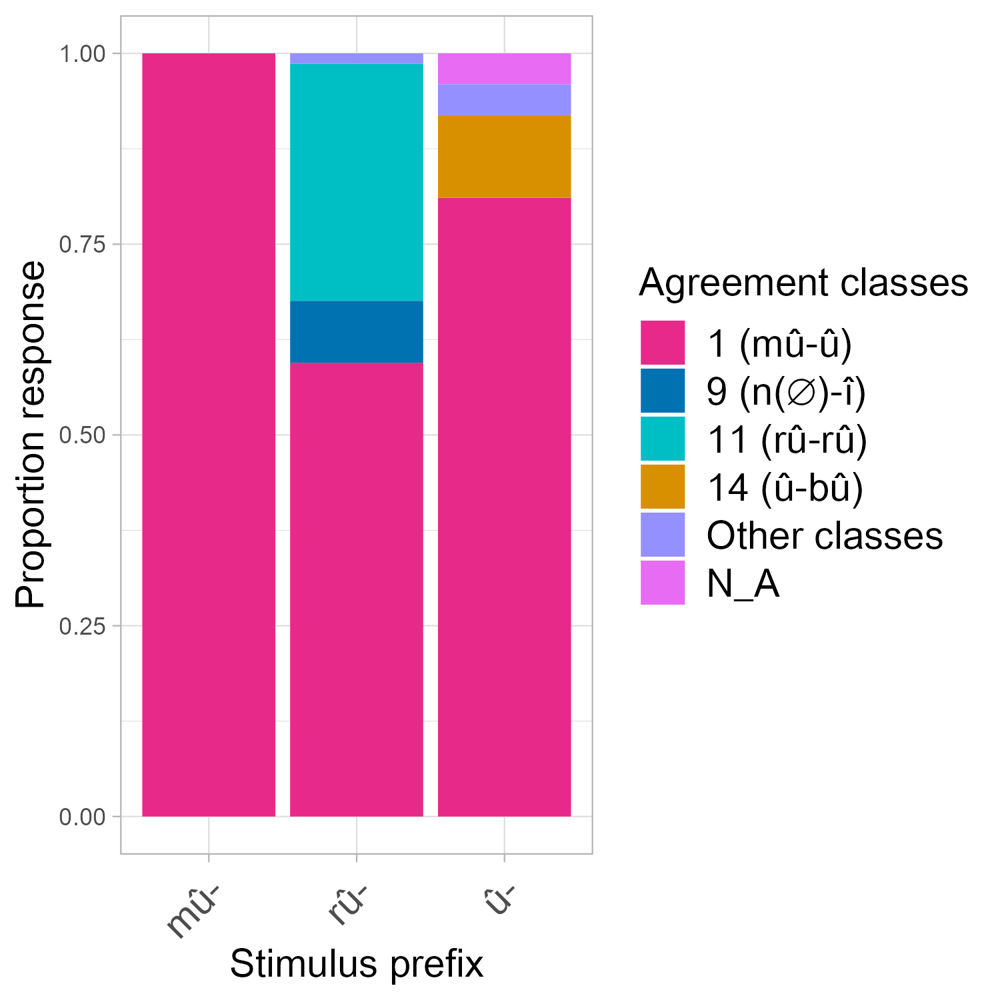 Proportion response
1.00
0.75
0.50
0.25
0.00
mû-
rû-
û-
Stimulus prefix
Agreement classes
1 (mû-û)
9 (n(∅)-î)
11 (rû-rû)
14 (û-bû)
Other classes
N_A